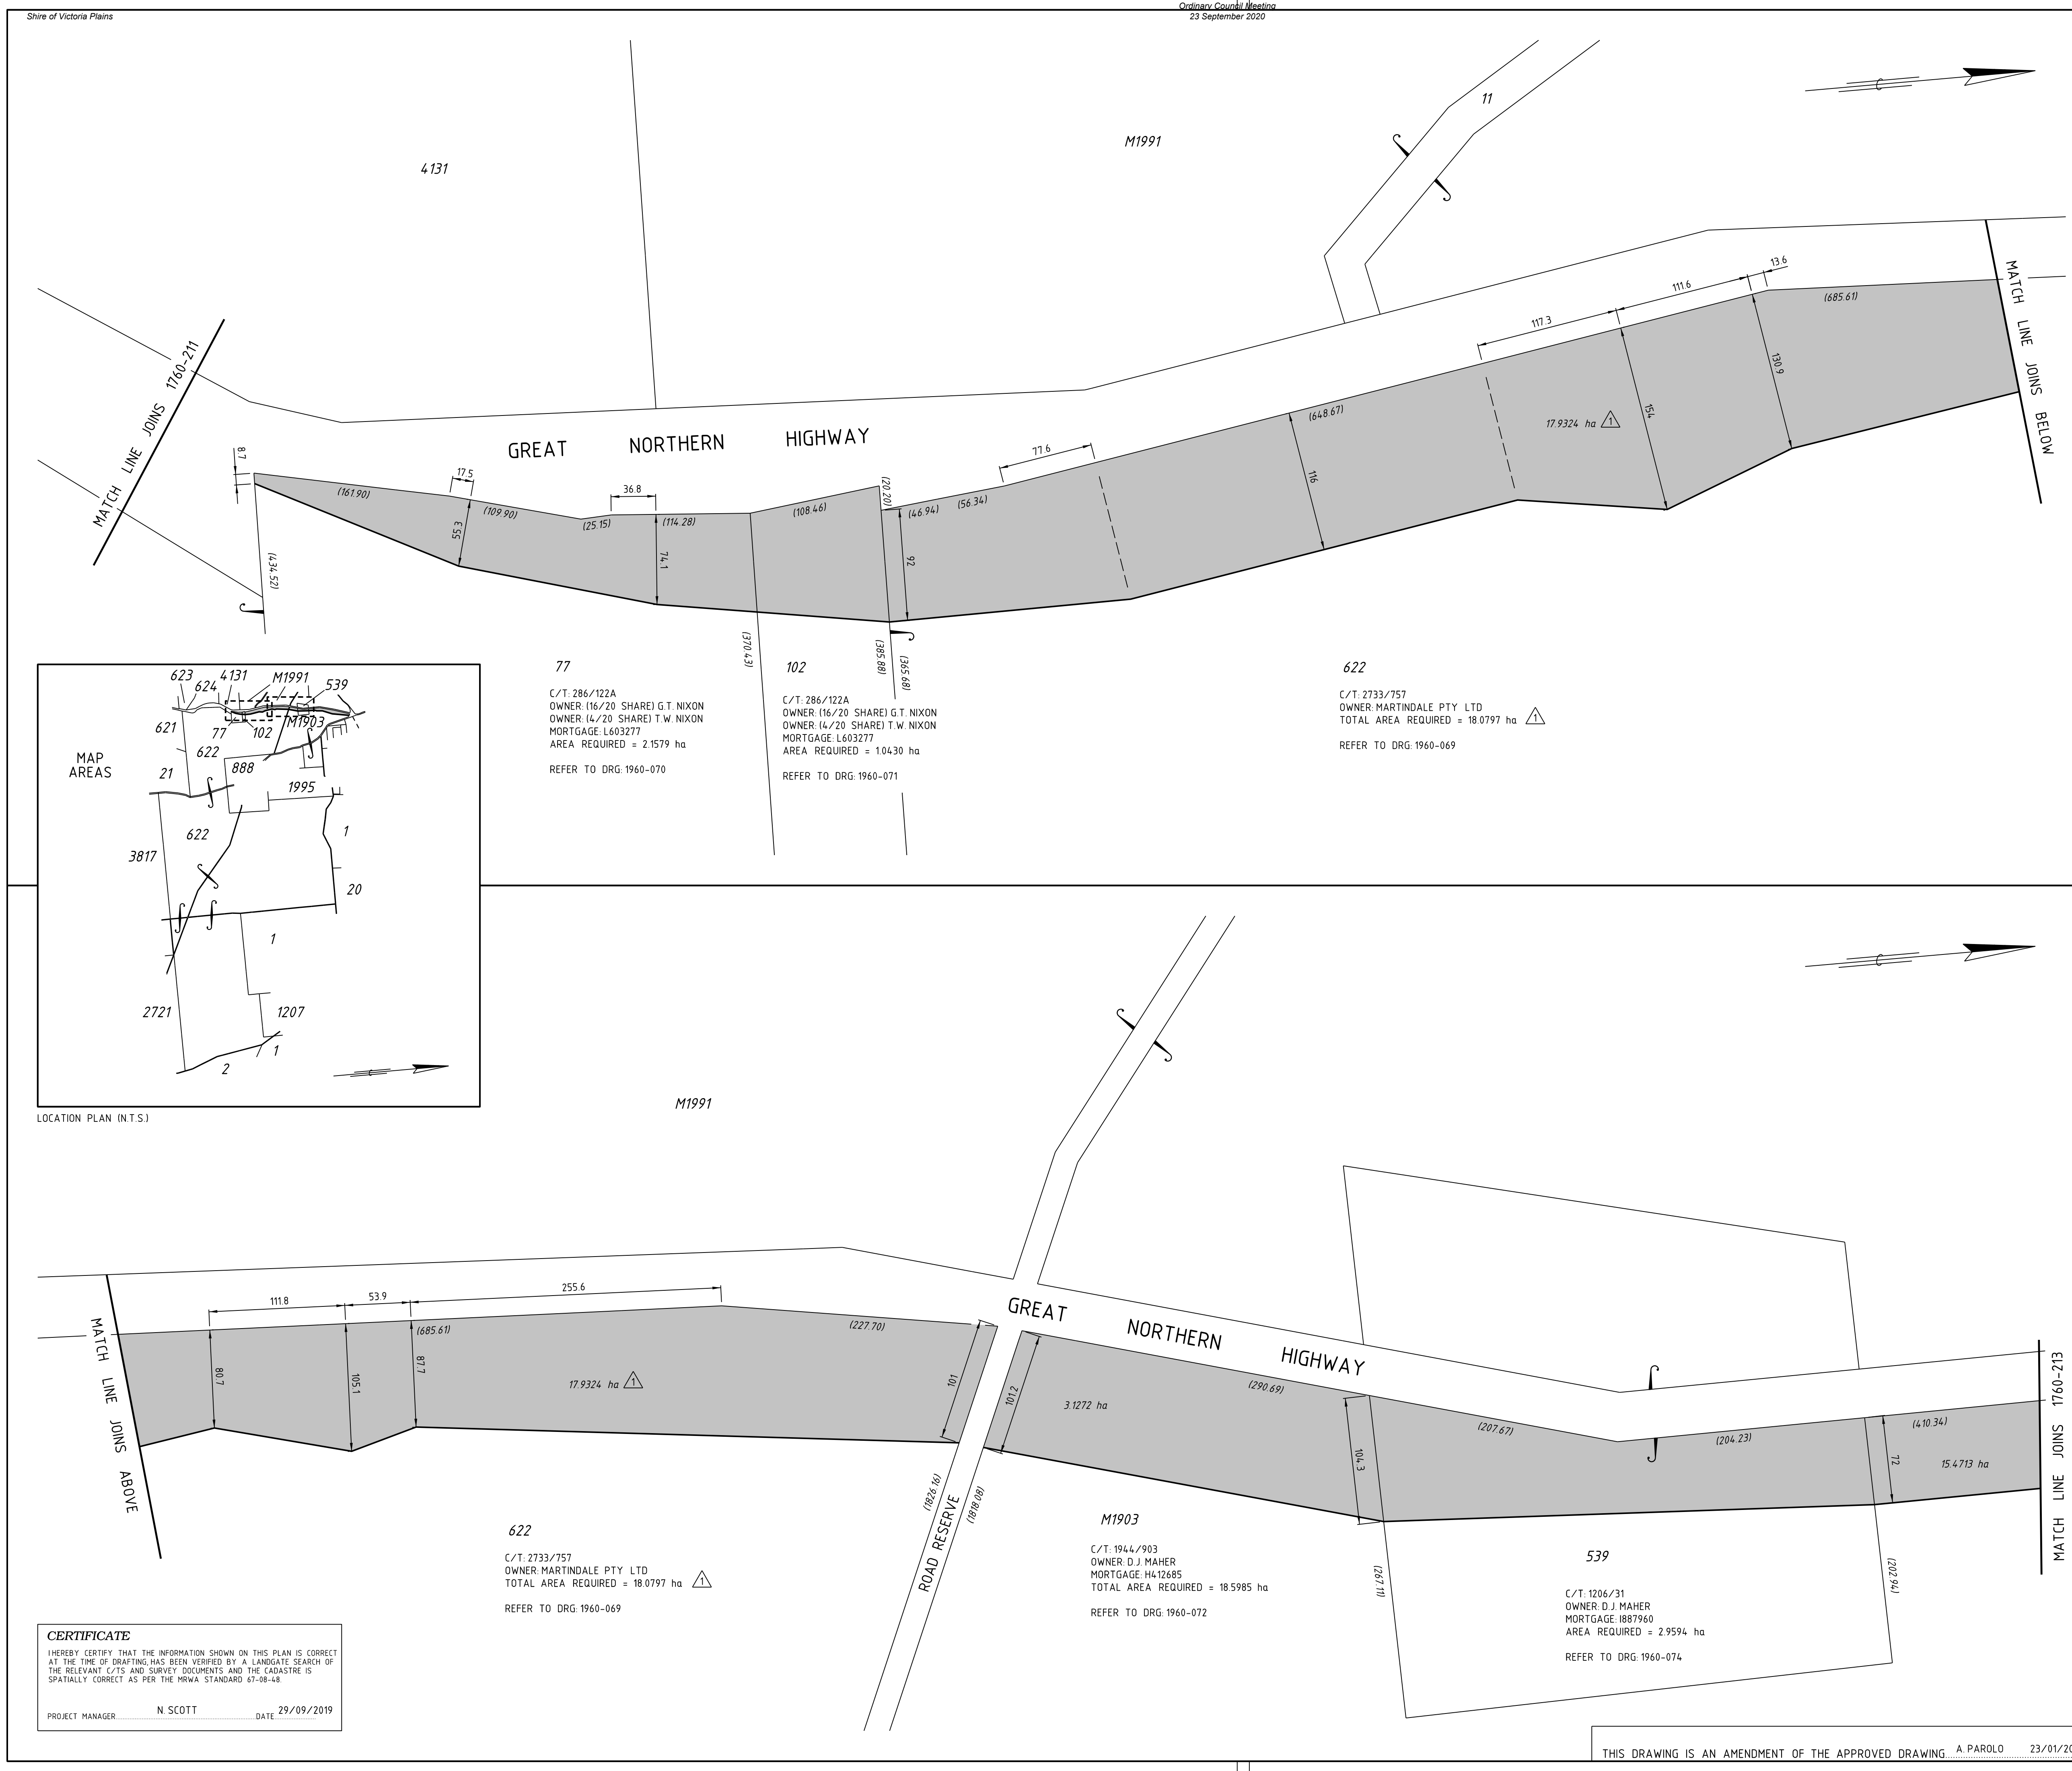 Shire of Victoria Plains
Ordinary Council Meeting
23 September 2020
4131
M1991
11
MATCH LINE JOINS 1760-211
GREAT NORTHERN HIGHWAY
8.7
(161.90)
17.5
55.3
(109.90)
(25.15)
36.8
(114.28)
74.1
(108.46)
(20.20)
(46.94)
(56.34)
92
77.6
116
(648.67)
117.3
111.6
13.6
17.9324 ha 1
154
130.9
(685.61)
MATCH LINE JOINS BELOW
(434.52)
(370.43)
(385.88)
(365.68)
77
C/T: 286/122A
OWNER: (16/20 SHARE) G.T. NIXON
OWNER: (4/20 SHARE) T.W. NIXON
MORTGAGE: L603277
AREA REQUIRED = 2.1579 ha
REFER TO DRG: 1960-070
102
C/T: 286/122A
OWNER: (16/20 SHARE) G.T. NIXON
OWNER: (4/20 SHARE) T.W. NIXON
MORTGAGE: L603277
AREA REQUIRED = 1.0430 ha
REFER TO DRG: 1960-071
622
C/T: 2733/757
OWNER: MARTINDALE PTY LTD
TOTAL AREA REQUIRED = 18.0797 ha 1
REFER TO DRG: 1960-069
MAP
AREAS
623
624
4131
M1991
539
621
77
102
M1903
622
21
888
1995
622
1
3817
20
1
2721
1207
1
2
LOCATION PLAN (N.T.S.)
M1991
MATCH LINE JOINS ABOVE
111.8
53.9
255.6
80.7
105.1
87.7
(685.61)
17.9324 ha 1
(227.70)
101
101.2
GREAT NORTHERN HIGHWAY
3.1272 ha
(290.69)
104.3
(207.67)
(204.23)
72
(410.34)
15.4713 ha
MATCH LINE JOINS 1760-213
(1826.16)
ROAD RESERVE
(1818.08)
(267.11)
(202.94)
622
C/T: 2733/757
OWNER: MARTINDALE PTY LTD
TOTAL AREA REQUIRED = 18.0797 ha 1
REFER TO DRG: 1960-069
M1903
C/T: 1944/903
OWNER: D.J. MAHER
MORTGAGE: H412685
TOTAL AREA REQUIRED = 18.5985 ha
REFER TO DRG: 1960-072
539
C/T: 1206/31
OWNER: D.J. MAHER
MORTGAGE: I887960
AREA REQUIRED = 2.9594 ha
REFER TO DRG: 1960-074
CERTIFICATE
I HEREBY CERTIFY THAT THE INFORMATION SHOWN ON THIS PLAN IS CORRECT
AT THE TIME OF DRAFTING, HAS BEEN VERIFIED BY A LANDGATE SEARCH OF
THE RELEVANT C/TS AND SURVEY DOCUMENTS AND THE CADASTRE IS
SPATIALLY CORRECT AS PER THE MRWA STANDARD 67-08-48.
PROJECT MANAGER N. SCOTT DATE 29/09/2019
THIS DRAWING IS AN AMENDMENT OF THE APPROVED DRAWING A. PAROLO 23/01/20